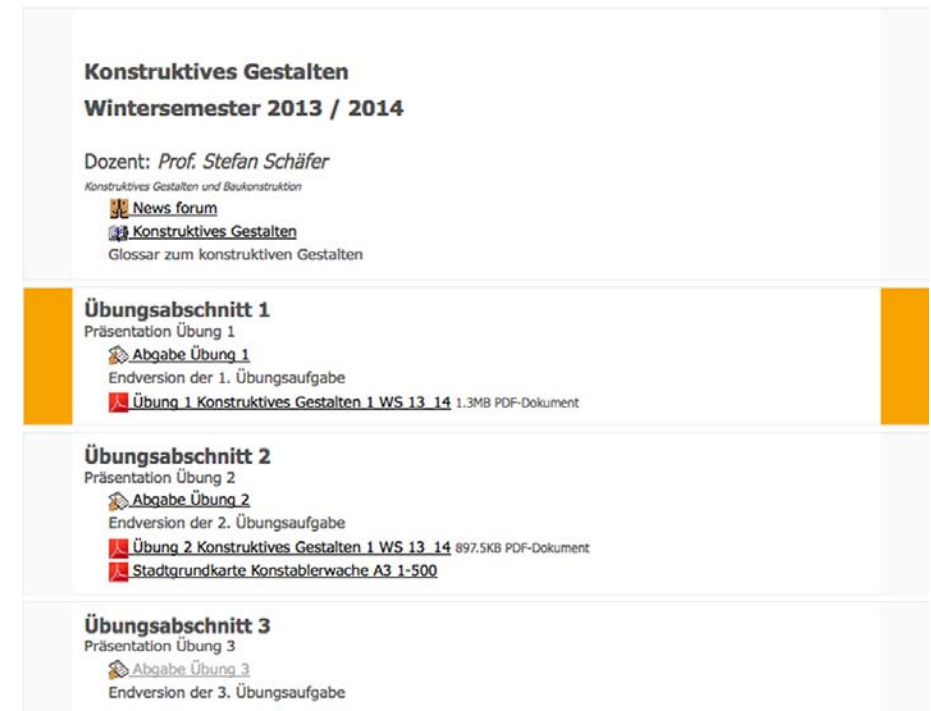 Konstruktives Gestalten
Wintersemester 2013 / 2014
Dozent: Prof. Stefan Schäfer
Konstruktives Gestalten und Baukonstruktion
News forum
Konstruktives Gestalten
Glossar zum konstruktiven Gestalten
Übungsabschnitt 1
Präsentation Übung 1
Abgabe Übung 1
Endversion der 1. Übungsaufgabe
Übung 1 Konstruktives Gestalten 1 WS 13_14 1.3MB PDF-Dokument
Übungsabschnitt 2
Präsentation Übung 2
Abgabe Übung 2
Endversion der 2. Übungsaufgabe
Übung 2 Konstruktives Gestalten 1 WS 13_14 897.5KB PDF-Dokument
Stadtgrundkarte Konstablerwache A3 1-500
Übungsabschnitt 3
Präsentation Übung 3
Abgabe Übung 3
Endversion der 3. Übungsaufgabe